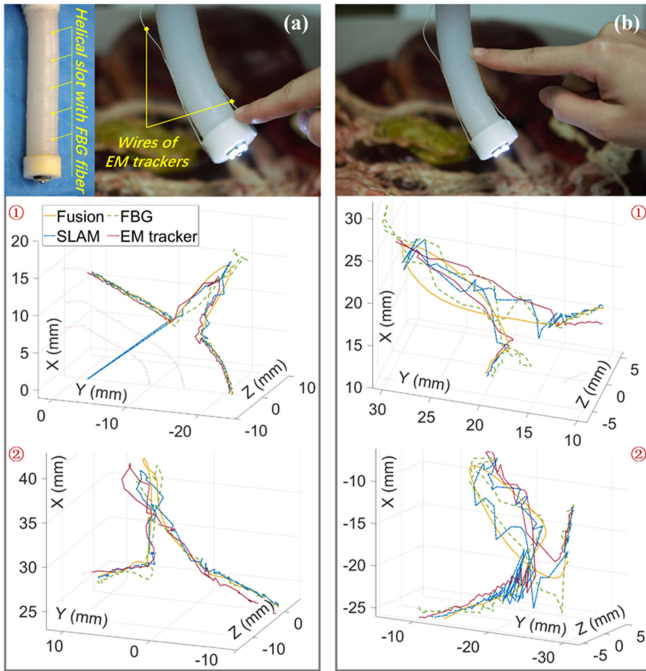 (a)
Helical slot
with FBG fiber
Wires of
EM trackers
(b)
①
Fusion
FBG
SLAM
EM tracker
20
15
10
5
0
X (mm)
0
-10
-20
Y (mm)
10
0
-10
Z (mm)
①
30
25
20
15
10
X (mm)
30
25
20
15
10
Y (mm)
5
0
-5
Z (mm)
②
40
35
30
25
X (mm)
10
0
-10
Y (mm)
10
0
-10
Z (mm)
②
-10
-15
-20
-25
X (mm)
-10
-20
-30
Y (mm)
5
0
-5
Z (mm)